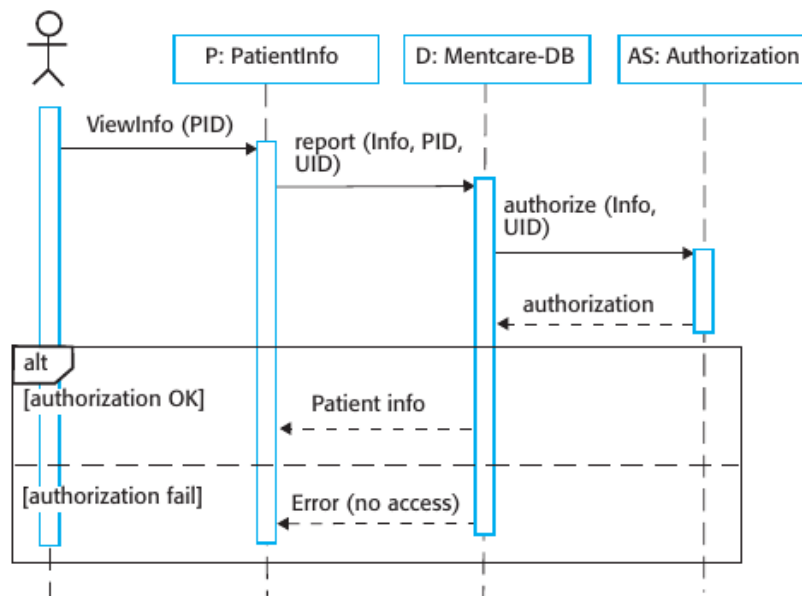 P: PatientInfo
D: Mentcare-DB
AS: Authorization
ViewInfo (PID)
report (Info, PID,
UID)
authorize (Info,
UID)
authorization
alt
[authorization OK]
Patient info
[authorization fail]
Error (no access)